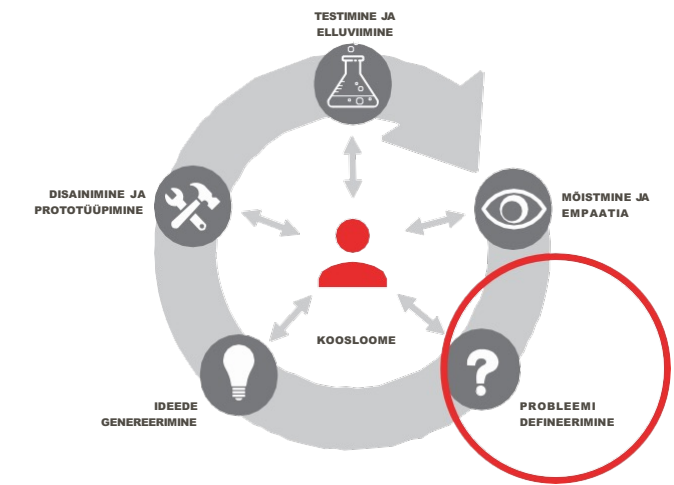 TESTIMINE JA
ELLUVIIMINE
DISAINIMINE JA
PROTOTÜÜPIMINE
MÕISTMINE JA
EMPAATIA
KOOSLOOME
IDEEDE
GENEREERIMINE
PROBLEEMI
DEFINEERIMINE